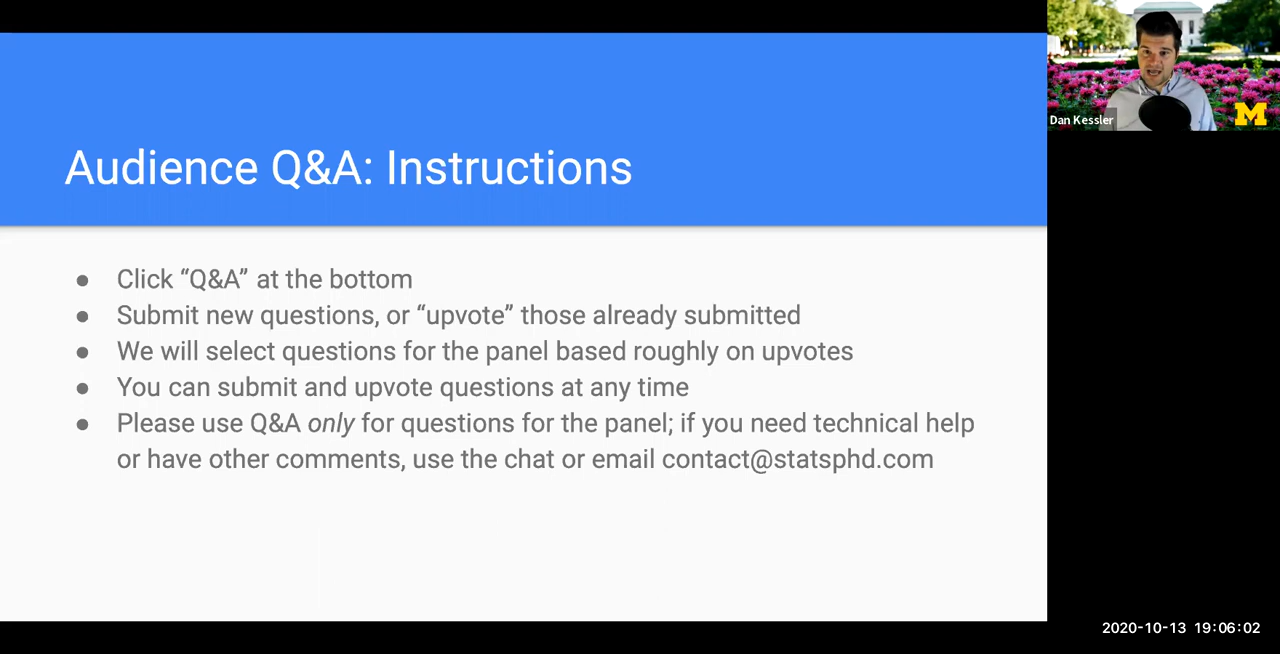 Audience Q&A: Instructions
● Click “Q&A” at the bottom
● Submit new questions, or “upvote” those already submitted
● We will select questions for the panel based roughly on upvotes
● You can submit and upvote questions at any time
● Please use Q&A only for questions for the panel; if you need technical help
or have other comments, use the chat or email contact@statsphd.com
Dan Kessler
M
2020-10-13 19:06:02